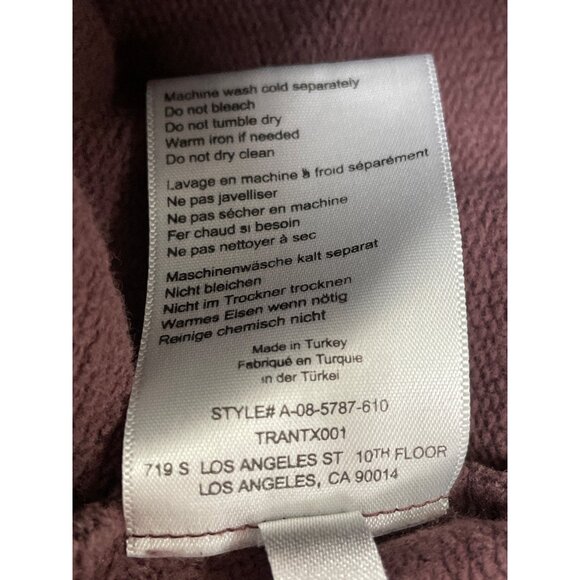 Machine wash cold separately
Do not bleach
Do not tumble dry
Warm iron if needed
Do not dry clean
Lavage en machine à froid séparément
Ne pas javelliser
Ne pas sécher en machine
Fer chaud si besoin
Ne pas nettoyer à sec
Maschinenwäsche kalt separat
Nicht bleichen
Nicht im Trockner trocknen
Warmes Eisen wenn nötig
Reinige chemisch nicht
Made in Turkey
Fabriqué en Turquie
in der Türkei
STYLE# A-08-5787-610
TRANTX001
719 S LOS ANGELES ST 10TH FLOOR
LOS ANGELES, CA 90014